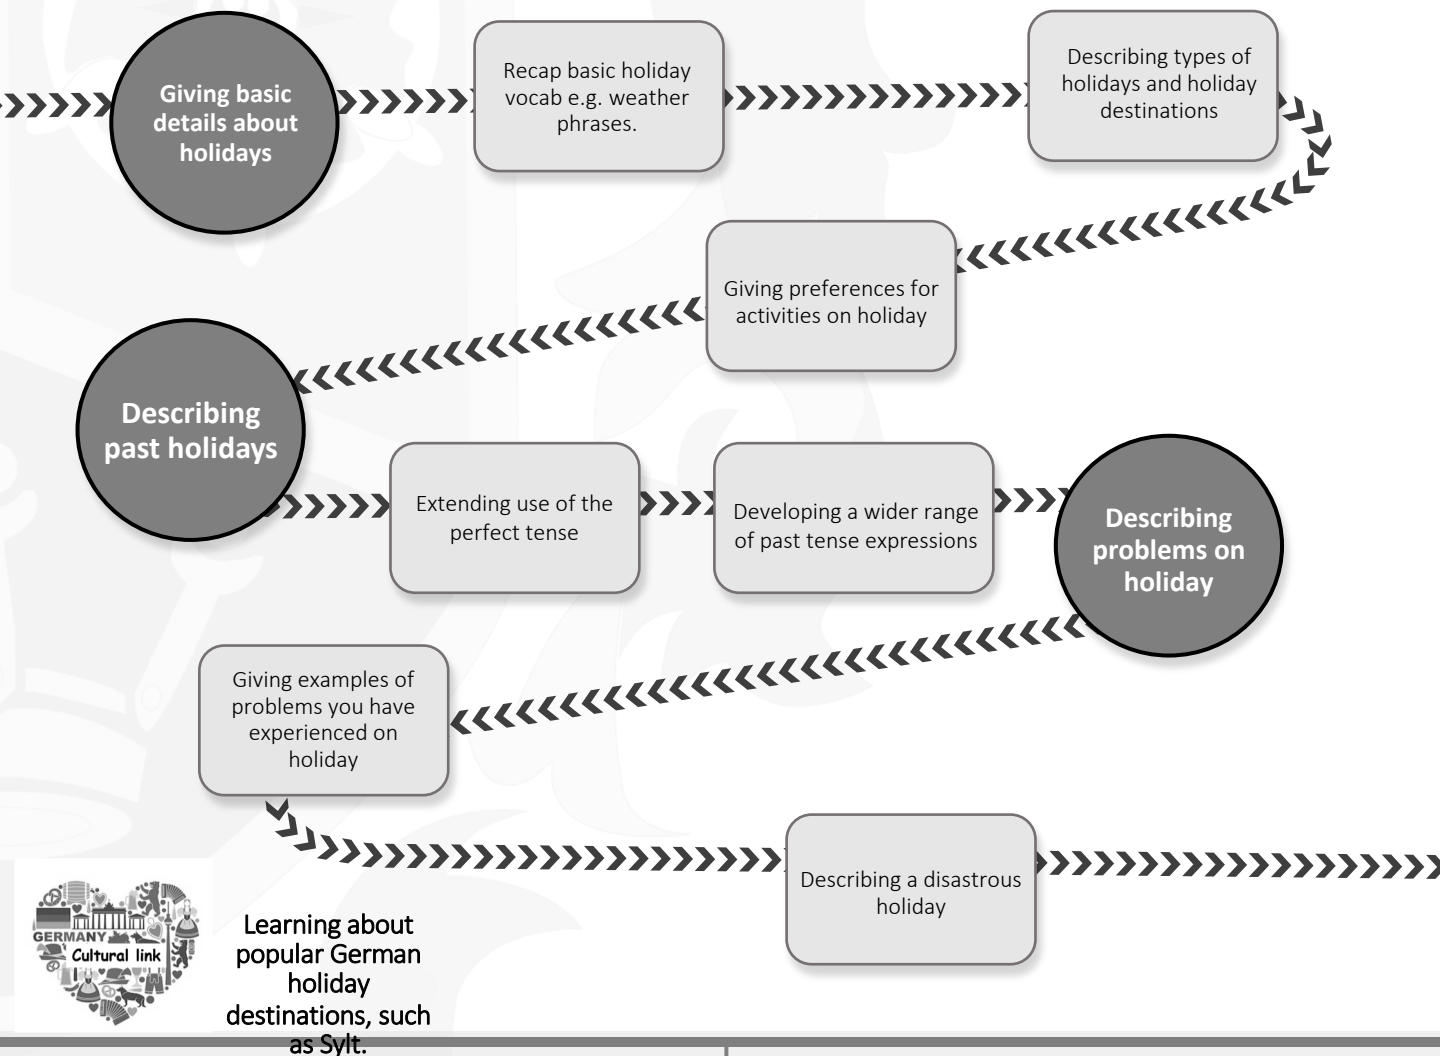 Giving basic
details about
holidays
Recap basic holiday
vocab e.g. weather
phrases.
Describing types of
holidays and holiday
destinations
Giving preferences for
activities on holiday
Describing
past holidays
Extending use of the
perfect tense
Developing a wider range
of past tense expressions
Describing
problems on
holiday
Giving examples of
problems you have
experienced on
holiday
Describing a disastrous
holiday
GERMANY
Cultural link
Learning about
popular German
holiday
destinations, such
as Sylt.